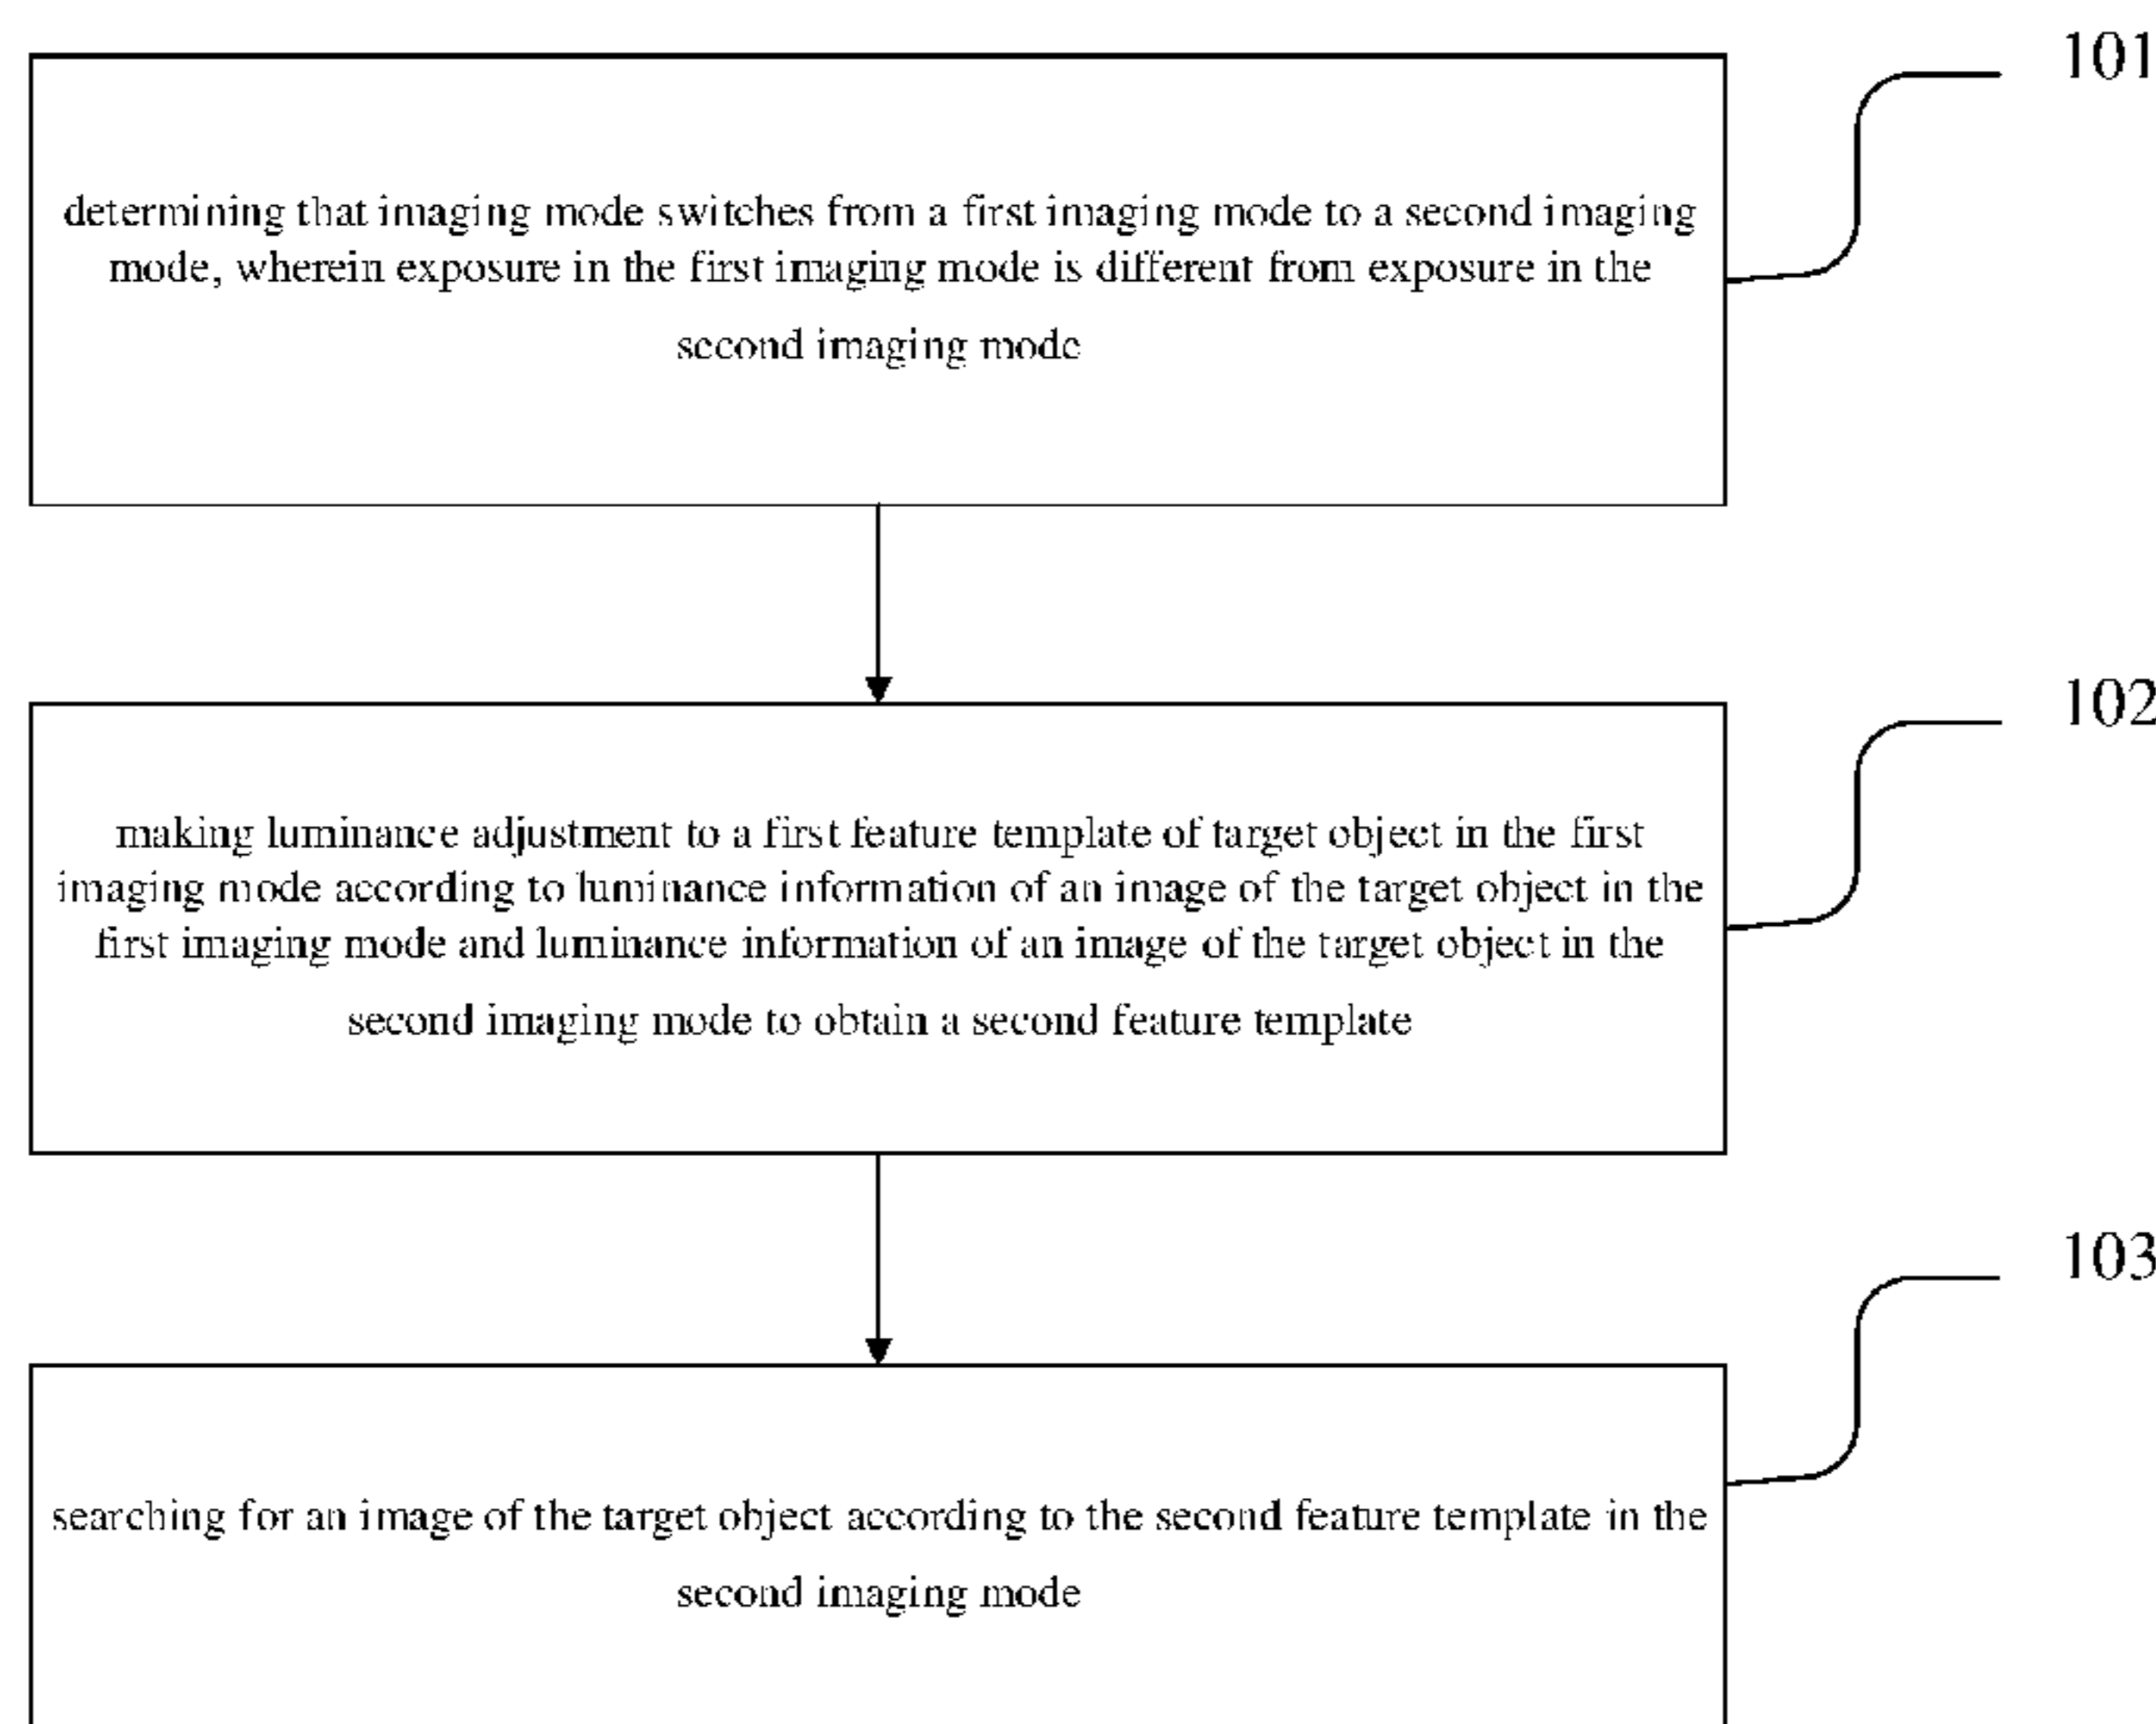 101
determining that imaging mode switches from a first imaging mode to a second imaging
mode, wherein exposure in the first imaging mode is different from exposure in the
second imaging mode
102
making luminance adjustment to a first feature template of target object in the first
imaging mode according to luminance information of an image of the target object in the
first imaging mode and luminance information of an image of the target object in the
second imaging mode to obtain a second feature template
103
searching for an image of the target object according to the second feature template in the
second imaging mode